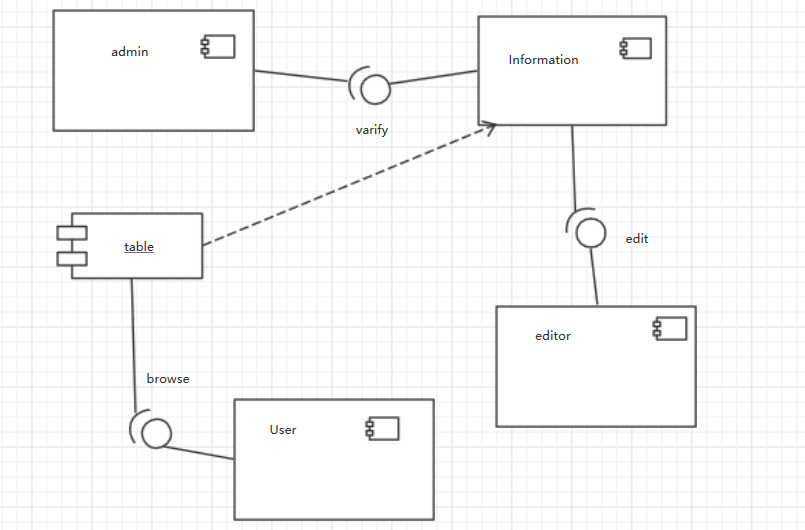 admin
Information
varify
table
edit
editor
browse
User